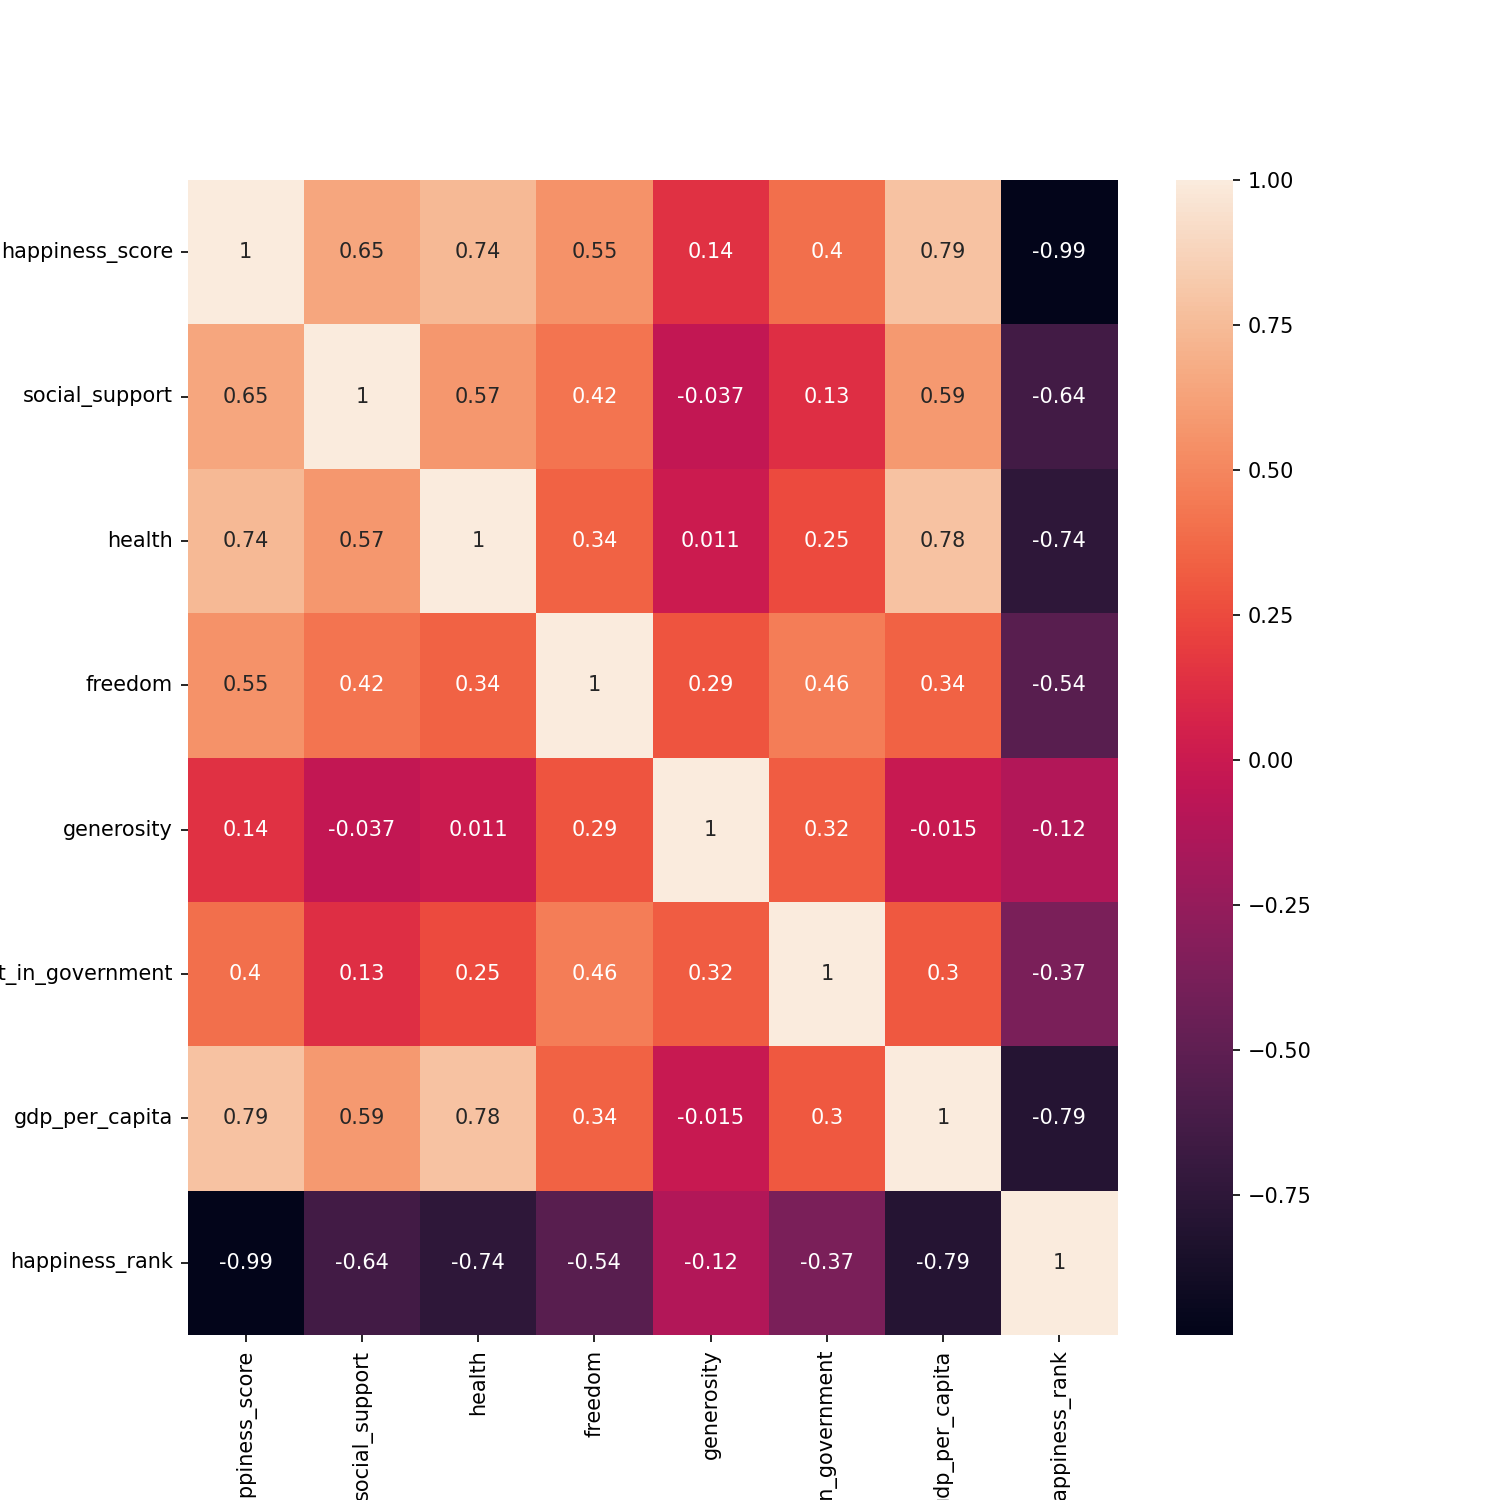 1.00
happiness_score 1 0.65 0.74 0.55 0.14 0.4 0.79 -0.99
0.75
social_support 0.65 1 0.57 0.42 -0.037 0.13 0.59 -0.64
0.50
health 0.74 0.57 1 0.34 0.011 0.25 0.78 -0.74
0.25
freedom 0.55 0.42 0.34 1 0.29 0.46 0.34 -0.54
0.00
generosity 0.14 -0.037 0.011 0.29 1 0.32 -0.015 -0.12
−0.25
t_in_government 0.4 0.13 0.25 0.46 0.32 1 0.3 -0.37
−0.50
gdp_per_capita 0.79 0.59 0.78 0.34 -0.015 0.3 1 -0.79
−0.75
happiness_rank -0.99 -0.64 -0.74 -0.54 -0.12 -0.37 -0.79 1
ppiness_score
social_support
health
freedom
generosity
n_government
dp_per_capita
appiness_rank